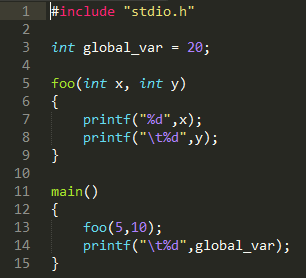 1 #include "stdio.h"
2
3 int global_var = 20;
4
5 foo(int x, int y)
6 {
7     printf("%d",x);
8     printf("\t%d",y);
9 }
10
11 main()
12 {
13     foo(5,10);
14     printf("\t%d",global_var);
15 }